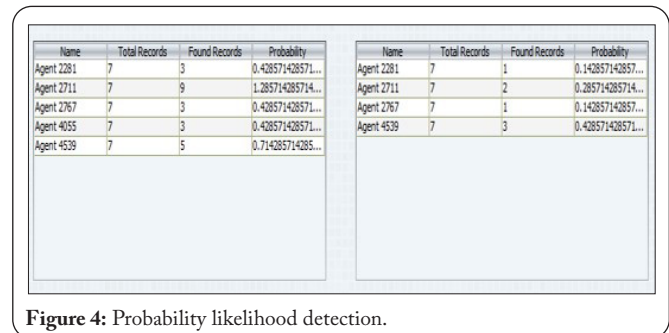 Name Total Records Found Records Probability
Agent 2281 7 3 0.428571428571...
Agent 2711 7 9 1.285714285714...
Agent 2767 7 3 0.428571428571...
Agent 4055 7 3 0.428571428571...
Agent 4539 7 5 0.714285714285...
Name Total Records Found Records Probability
Agent 2281 7 1 0.142857142857...
Agent 2711 7 2 0.285714285714...
Agent 2767 7 1 0.142857142857...
Agent 4539 7 3 0.428571428571...
Figure 4: Probability likelihood detection.